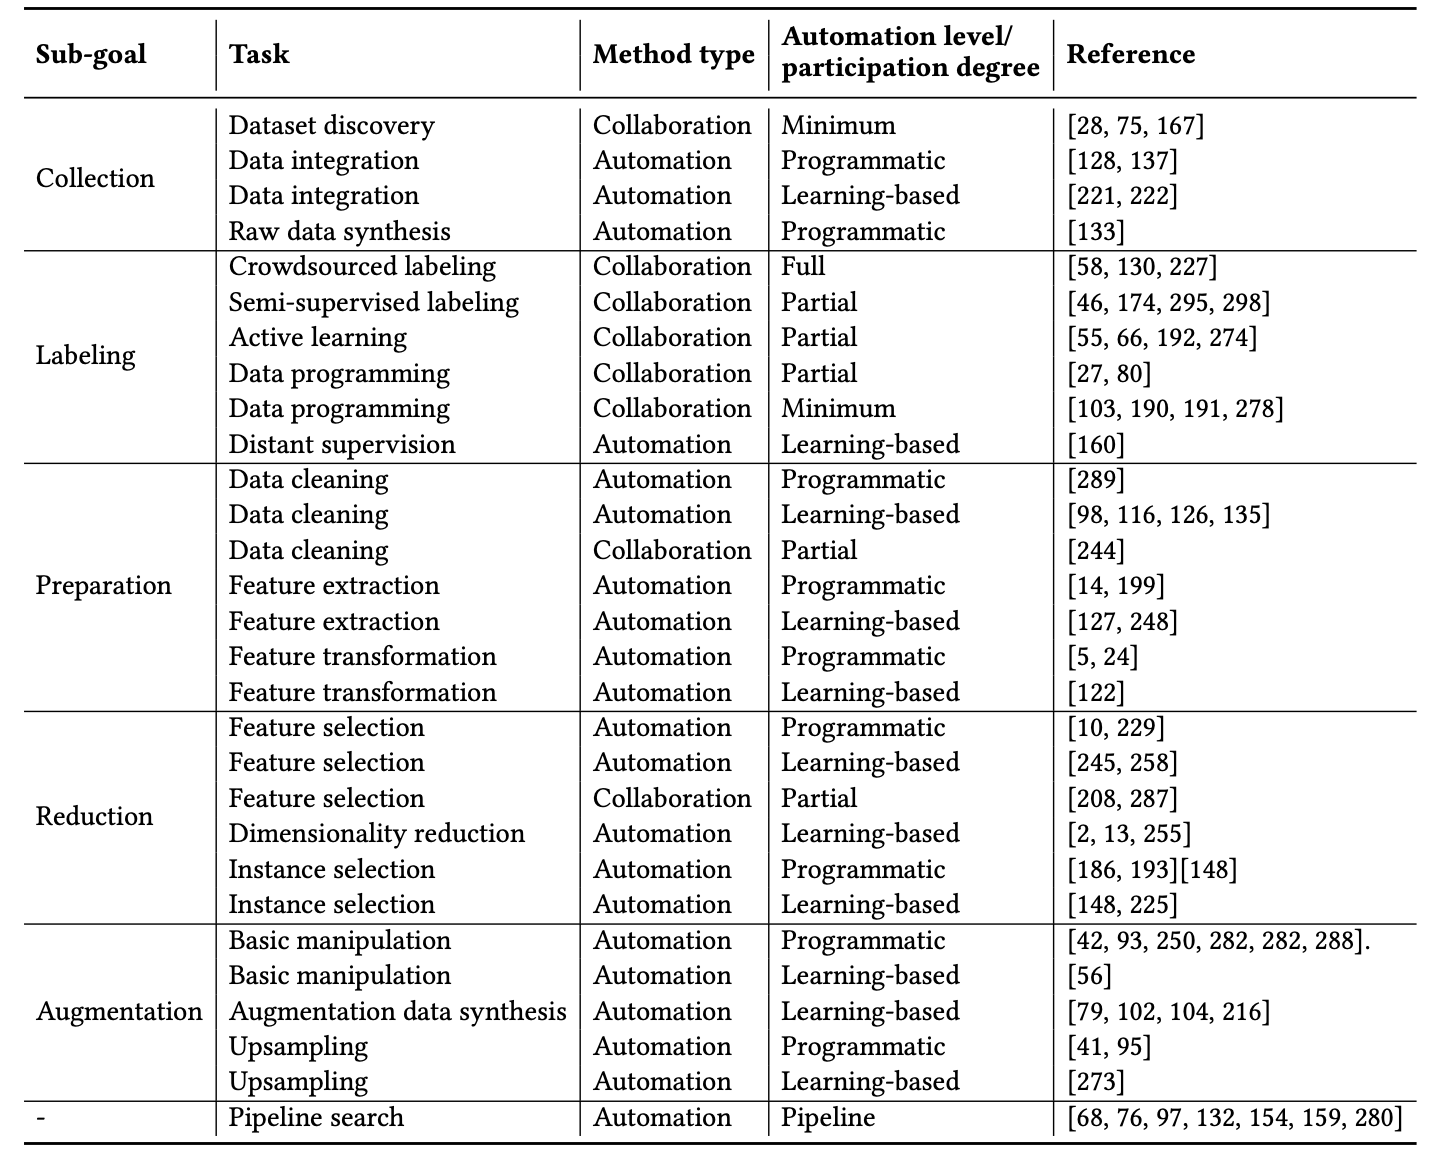 Sub-goal Task Method type Automation level/ participation degree Reference
Dataset discovery Collaboration Minimum [28, 75, 167]
Data integration Automation Programmatic [128, 137]
Collection
Data integration Automation Learning-based [221, 222]
Raw data synthesis Automation Programmatic [133]
Crowdsourced labeling Collaboration Full [58, 130, 227]
Semi-supervised labeling Collaboration Partial [46, 174, 295, 298]
Active learning Collaboration Partial [55, 66, 192, 274]
Labeling
Data programming Collaboration Partial [27, 80]
Data programming Collaboration Minimum [103, 190, 191, 278]
Distant supervision Automation Learning-based [160]
Data cleaning Automation Programmatic [289]
Data cleaning Automation Learning-based [98, 116, 126, 135]
Data cleaning Collaboration Partial [244]
Preparation Feature extraction Automation Programmatic [14, 199]
Feature extraction Automation Learning-based [127, 248]
Feature transformation Automation Programmatic [5, 24]
Feature transformation Automation Learning-based [122]
Feature selection Automation Programmatic [10, 229]
Feature selection Automation Learning-based [245, 258]
Feature selection Collaboration Partial [208, 287]
Reduction
Dimensionality reduction Automation Learning-based [2, 13, 255]
Instance selection Automation Programmatic [186, 193][148]
Instance selection Automation Learning-based [148, 225]
Basic manipulation Automation Programmatic [42, 93, 250, 282, 282, 288].
Basic manipulation Automation Learning-based [56]
Augmentation Augmentation data synthesis Automation Learning-based [79, 102, 104, 216]
Upsampling Automation Programmatic [41, 95]
Upsampling Automation Learning-based [273]
- Pipeline search Automation Pipeline [68, 76, 97, 132, 154, 159, 280]